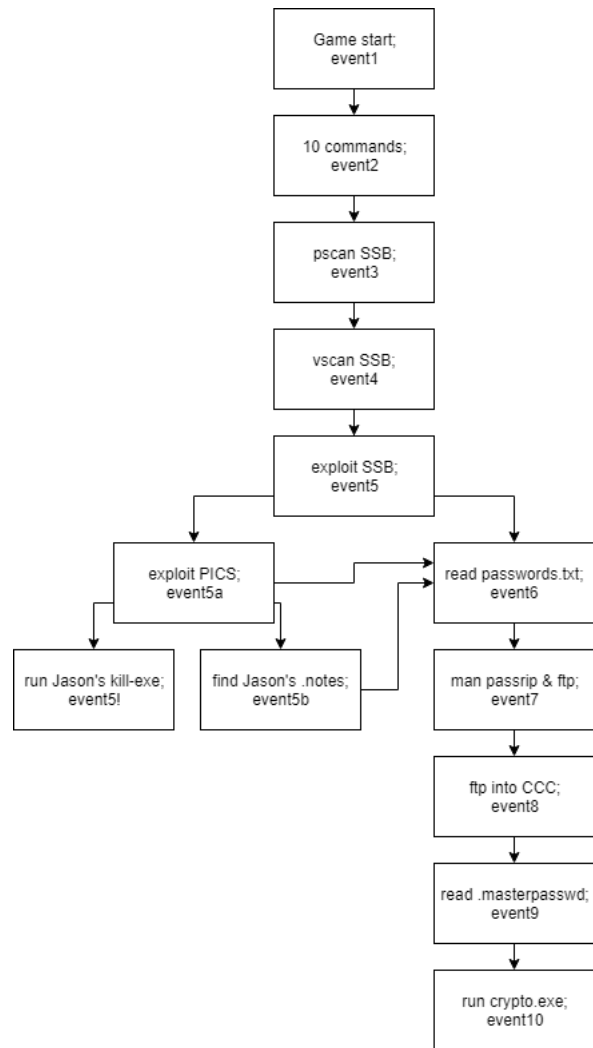 Game start;
event1
10 commands;
event2
pscan SSB;
event3
vscan SSB;
event4
exploit SSB;
event5
exploit PICS;
event5a
read passwords.txt;
event6
run Jason's kill-exe;
event5!
find Jason's .notes;
event5b
man passrip & ftp;
event7
ftp into CCC;
event8
read .masterpasswd;
event9
run crypto.exe;
event10